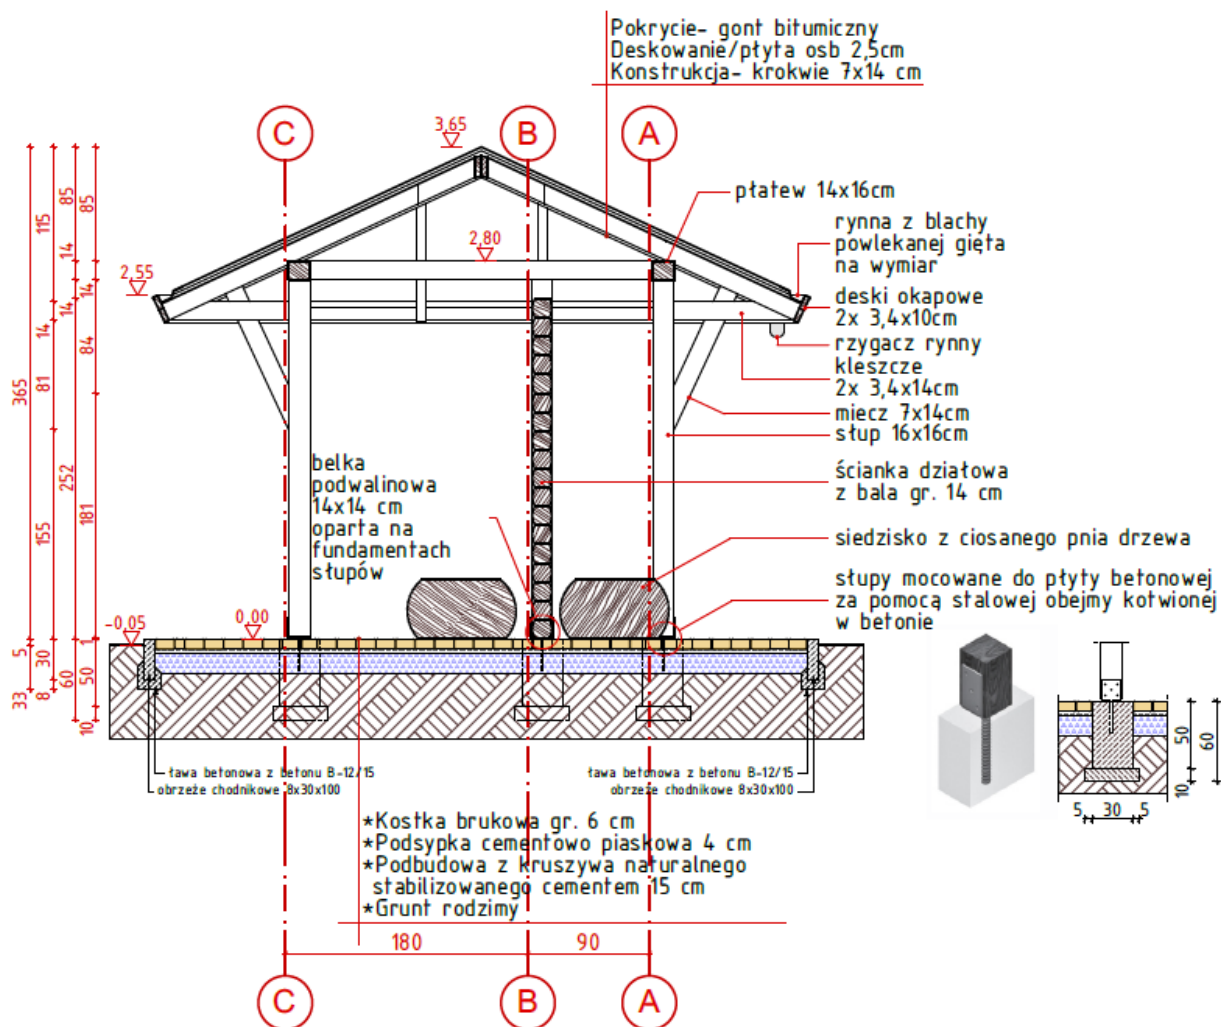 Pokrycie- gont bitumiczny
Deskowanie/płyta osb 2,5cm
Konstrukcja- krokwie 7x14 cm
C
B
A
3,65
płatew 14x16cm
rynna z blachy
powlekanej gięta
na wymiar
2,80
2,55
deski okapowe
2x 3,4x10cm
rzygacz rynny
kleszcze
2x 3,4x14cm
miecz 7x14cm
słup 16x16cm
365
115
14
81
155
85
14
14
252
85
14
84
181
belka
podwalinowa
14x14 cm
oparta na
fundamentach
słupów
ścianka działowa
z bala gr. 14 cm
siedzisko z ciosanego pnia drzewa
słupy mocowane do płyty betonowej
za pomocą stalowej obejmy kotwionej
w betonie
-0,05
0,00
5
33
30
8
60
1
50
10
50
10
60
5
30
5
ława betonowa z betonu B-12/15
obrzeże chodnikowe 8x30x100
ława betonowa z betonu B-12/15
obrzeże chodnikowe 8x30x100
*Kostka brukowa gr. 6 cm
*Podsypka cementowo piaskowa 4 cm
*Podbudowa z kruszywa naturalnego
stabilizowanego cementem 15 cm
*Grunt rodzimy
180
90
C
B
A